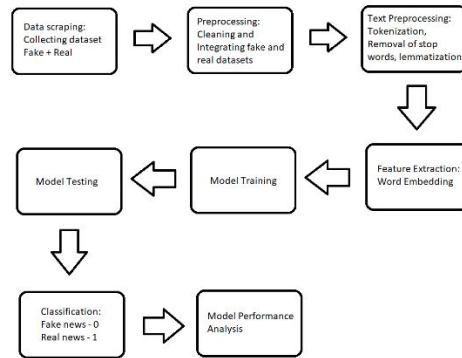 Data scraping:
Collecting dataset
Fake + Real
Preprocessing:
Cleaning and
Integrating fake and
real datasets
Text Preprocessing:
Tokenization,
Removal of stop
words, lemmatization
Feature Extraction:
Word Embedding
Model Training
Model Testing
Classification:
Fake news - 0
Real news - 1
Model Performance
Analysis